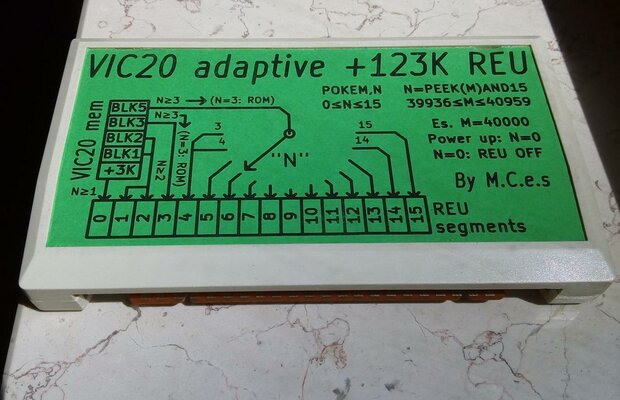 VIC20 adaptive +123K REU
POKEM,N N=PEEK(M)AND15
0≤N≤15 39936≤M≤40959
Es. M=40000
Power up: N=0
N=0: REU OFF
By M.C.e.s
VIC20 mem
BLK5
BLK3
BLK2
BLK1
+3K
N≥3 (N=3: ROM)
N≥3
(N=3: ROM)
N≥2
N≥1
3
4
"N"
15
14
0 1 2 3 4 5 6 7 8 9 10 11 12 13 14 15
REU
segments